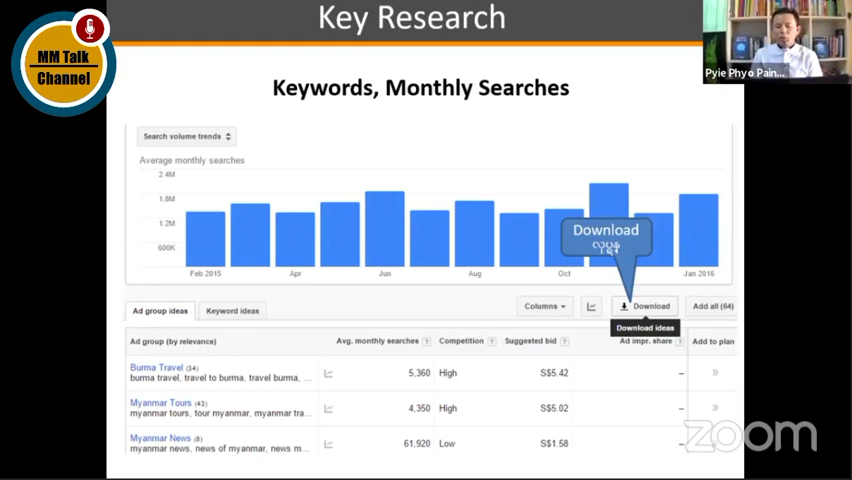 Key Research
MM Talk
Channel
Pyie Phyo Pain...
Keywords, Monthly Searches
Search volume trends
Average monthly searches
2.4M
1.8M
1.2M
600K
Download
လုပ္ရန္
Feb 2015 Apr Jun Aug Oct Jan 2016
Ad group ideas Keyword ideas Columns Download Add all (64)
Download ideas
Ad group (by relevance) Avg. monthly searches ? Competition ? Suggested bid ? Ad impr. share ? Add to plan
Burma Travel (34) 5,360 High S$5.42 – »
burma travel, travel to burma, travel burma, ...
Myanmar Tours (43) 4,350 High S$5.02 – »
myanmar tours, tour myanmar, myanmar tra...
Myanmar News (8) 61,920 Low S$1.58 –
myanmar news, news of myanmar, news m...
zoom